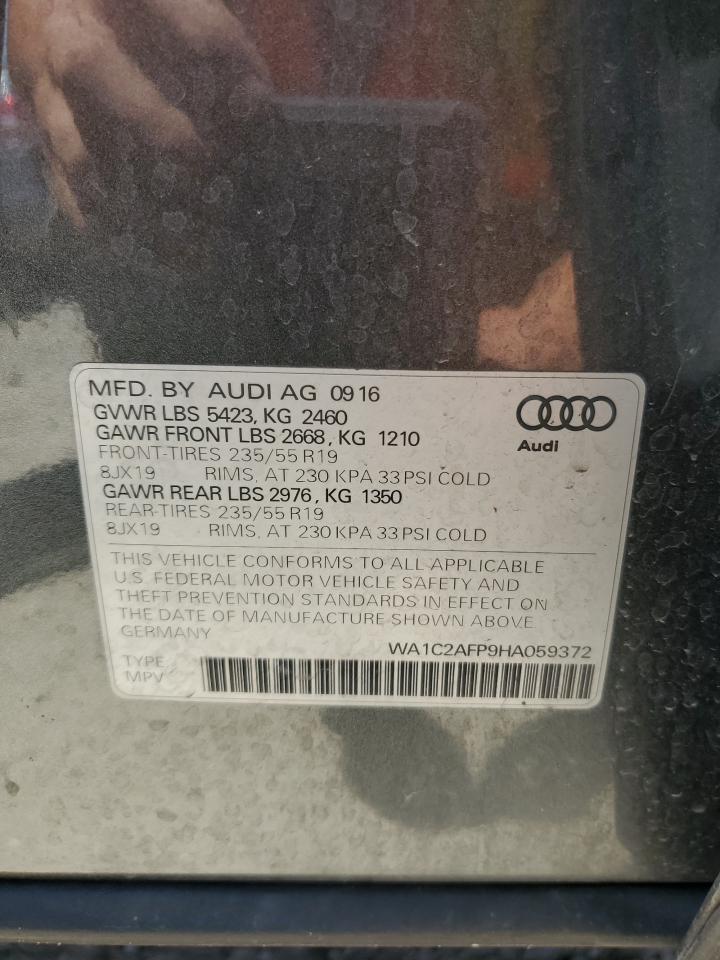 MFD. BY AUDI AG 09 16
GVWR LBS 5423, KG 2460
GAWR FRONT LBS 2668, KG 1210
FRONT-TIRES 235/55 R19
8JX19 RIMS, AT 230 KPA 33 PSI COLD
GAWR REAR LBS 2976, KG 1350
REAR-TIRES 235/55 R19
8JX19 RIMS, AT 230 KPA 33 PSI COLD
Audi
THIS VEHICLE CONFORMS TO ALL APPLICABLE
U.S. FEDERAL MOTOR VEHICLE SAFETY AND
THEFT PREVENTION STANDARDS IN EFFECT ON
THE DATE OF MANUFACTURE SHOWN ABOVE
GERMANY
WA1C2AFP9HA059372
TYPE
MPV